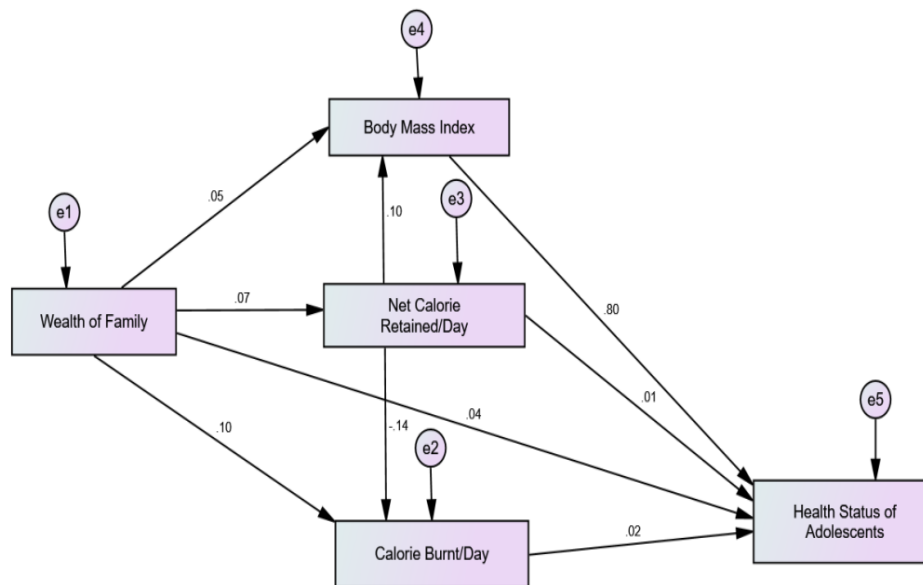 e4
Body Mass Index
.05
.10
e3
e1
Wealth of Family
.07
Net Calorie
Retained/Day
.80
.01
e5
.10
-.14
.04
e2
Health Status of
Adolescents
Calorie Burnt/Day
.02